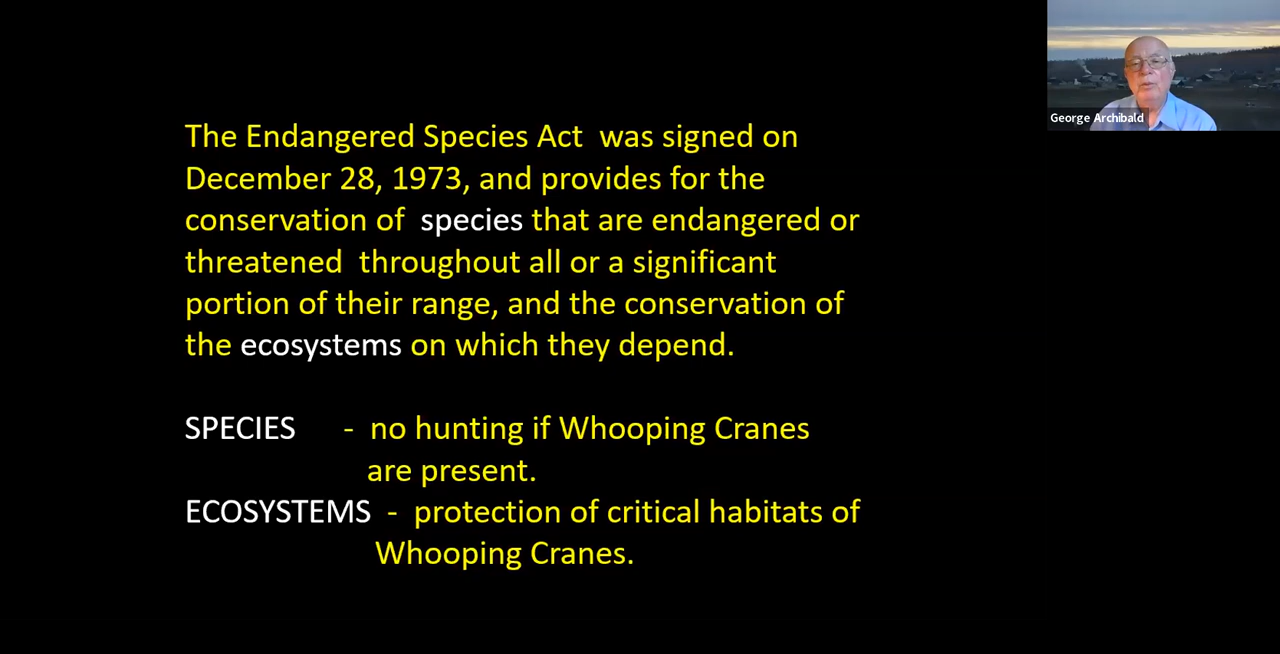 The Endangered Species Act was signed on
December 28, 1973, and provides for the
conservation of species that are endangered or
threatened throughout all or a significant
portion of their range, and the conservation of
the ecosystems on which they depend.
SPECIES - no hunting if Whooping Cranes
are present.
ECOSYSTEMS - protection of critical habitats of
Whooping Cranes.
George Archibald